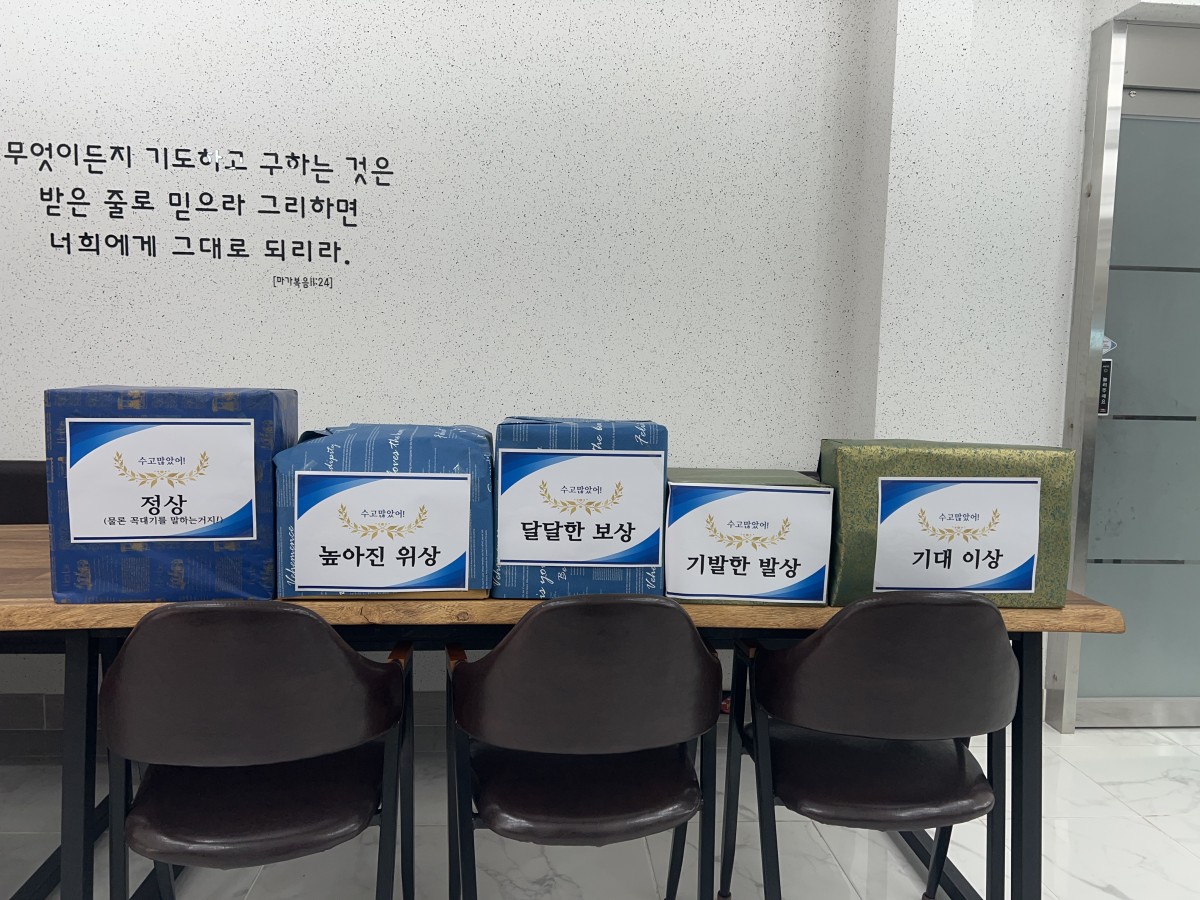 무엇이든지 기도하고 구하는 것은
받은 줄로 믿으라 그리하면
너희에게 그대로 되리라.
[마가복음11:24]
수고많았어!
정상
(물론 꼭대기를 말하는거지!)
수고많았어!
높아진 위상
수고많았어!
달달한 보상
수고많았어!
기발한 발상
수고많았어!
기대 이상
Vehemence